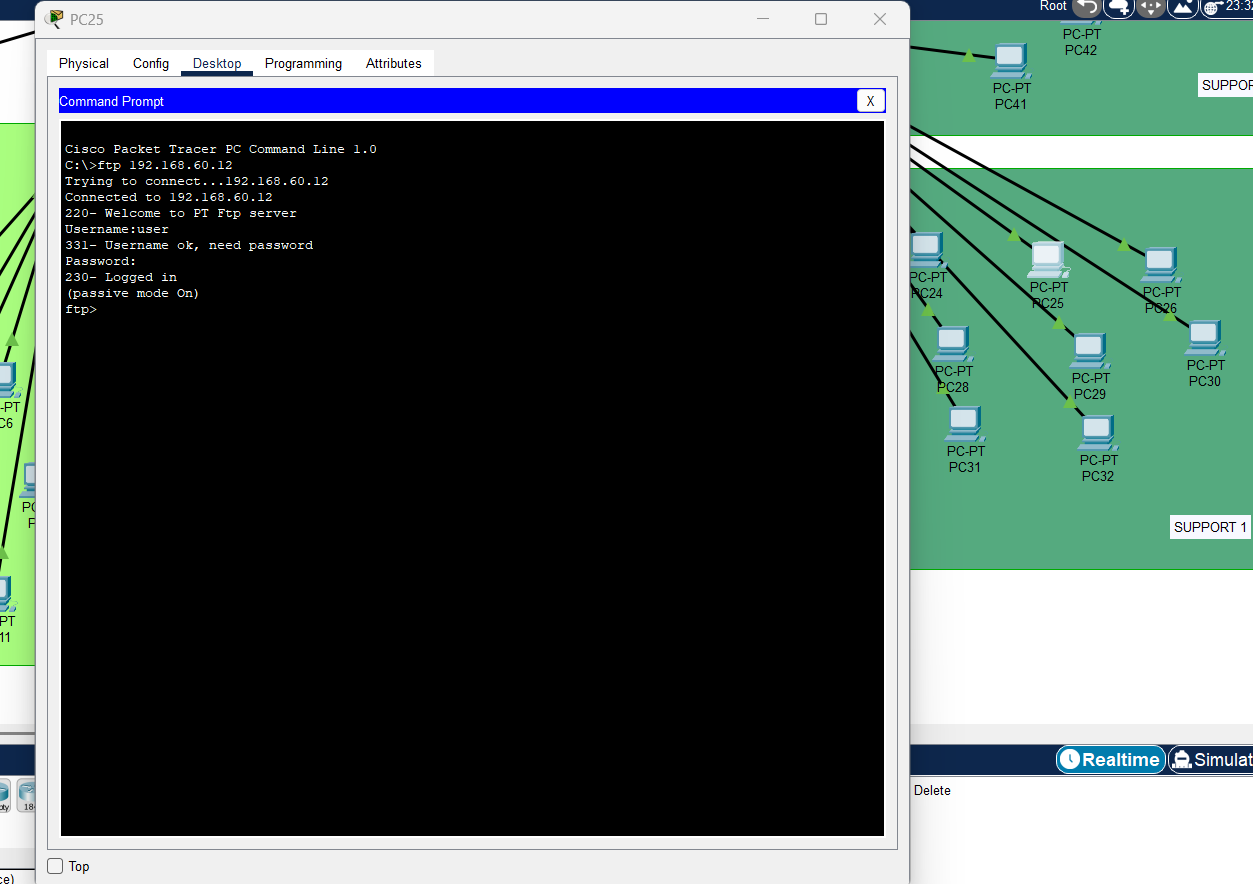 PC25
Root
23:32
Physical
Config
Desktop
Programming
Attributes
Command Prompt
X
Cisco Packet Tracer PC Command Line 1.0
C:\>ftp 192.168.60.12
Trying to connect...192.168.60.12
Connected to 192.168.60.12
220- Welcome to PT Ftp server
Username:user
331- Username ok, need password
Password:
230- Logged in
(passive mode On)
ftp>
PC-PT
PC42
PC-PT
PC41
SUPPOR
PC-PT
PC24
PC-PT
PC25
PC-PT
PC26
PC-PT
PC28
PC-PT
PC29
PC-PT
PC30
PC-PT
PC31
PC-PT
PC32
SUPPORT 1
-PT
C6
PC
P
PT
11
Realtime
Simulat
Delete
18
Top
ce)